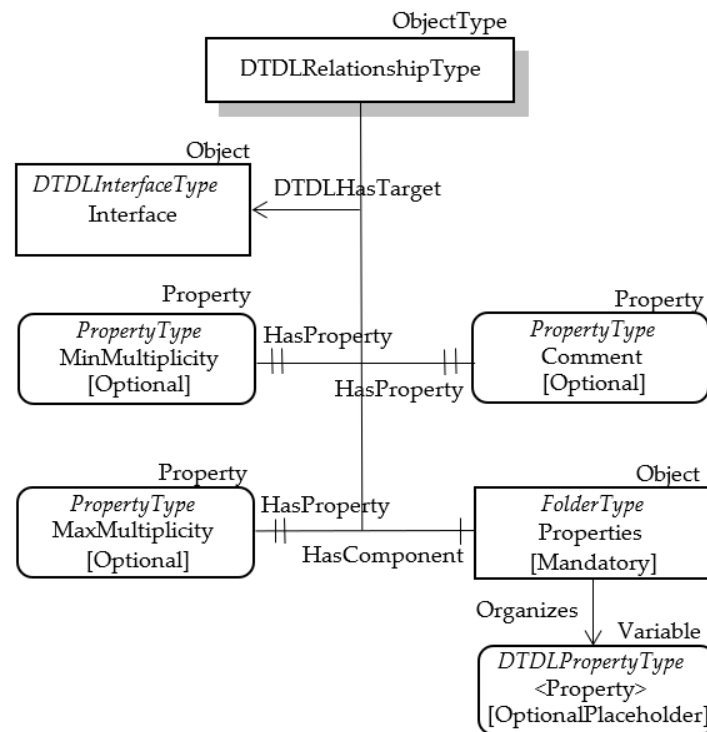 ObjectType
DTDLRelationshipType
Object
DTDLInterfaceType
Interface
DTDLHasTarget
Property
PropertyType
MinMultiplicity
[Optional]
HasProperty
HasProperty
Property
PropertyType
Comment
[Optional]
Property
PropertyType
MaxMultiplicity
[Optional]
HasProperty
HasComponent
Object
FolderType
Properties
[Mandatory]
Organizes
Variable
DTDLPropertyType
<Property>
[OptionalPlaceholder]